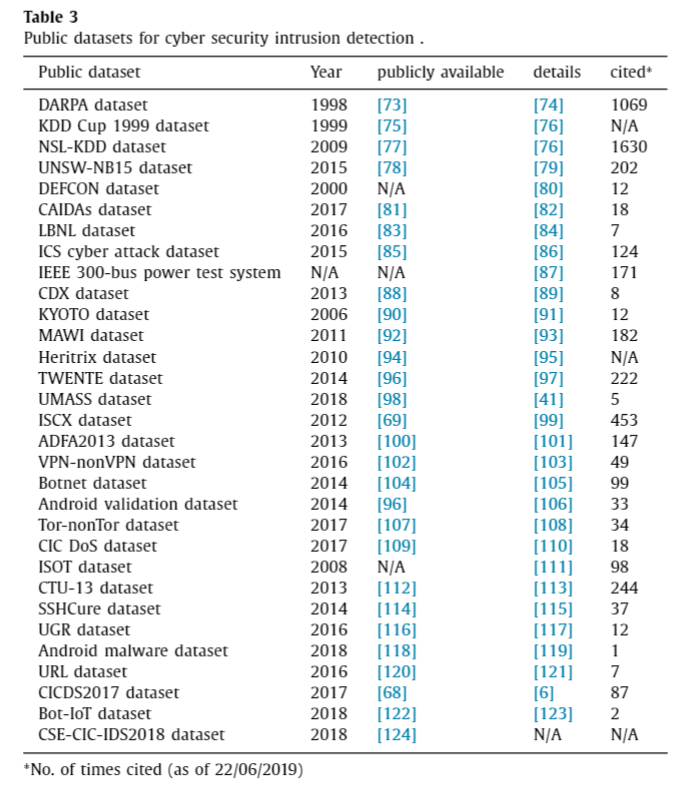 Table 3
Public datasets for cyber security intrusion detection .
Public dataset Year publicly available details cited*
DARPA dataset 1998 [73] [74] 1069
KDD Cup 1999 dataset 1999 [75] [76] N/A
NSL-KDD dataset 2009 [77] [76] 1630
UNSW-NB15 dataset 2015 [78] [79] 202
DEFCON dataset 2000 N/A [80] 12
CAIDAs dataset 2017 [81] [82] 18
LBNL dataset 2016 [83] [84] 7
ICS cyber attack dataset 2015 [85] [86] 124
IEEE 300-bus power test system N/A N/A [87] 171
CDX dataset 2013 [88] [89] 8
KYOTO dataset 2006 [90] [91] 12
MAWI dataset 2011 [92] [93] 182
Heritrix dataset 2010 [94] [95] N/A
TWENTE dataset 2014 [96] [97] 222
UMASS dataset 2018 [98] [41] 5
ISCX dataset 2012 [69] [99] 453
ADFA2013 dataset 2013 [100] [101] 147
VPN-nonVPN dataset 2016 [102] [103] 49
Botnet dataset 2014 [104] [105] 99
Android validation dataset 2014 [96] [106] 33
Tor-nonTor dataset 2017 [107] [108] 34
CIC DoS dataset 2017 [109] [110] 18
ISOT dataset 2008 N/A [111] 98
CTU-13 dataset 2013 [112] [113] 244
SSHCure dataset 2014 [114] [115] 37
UGR dataset 2016 [116] [117] 12
Android malware dataset 2018 [118] [119] 1
URL dataset 2016 [120] [121] 7
CICDS2017 dataset 2017 [68] [6] 87
Bot-IoT dataset 2018 [122] [123] 2
CSE-CIC-IDS2018 dataset 2018 [124] N/A N/A
*No. of times cited (as of 22/06/2019)